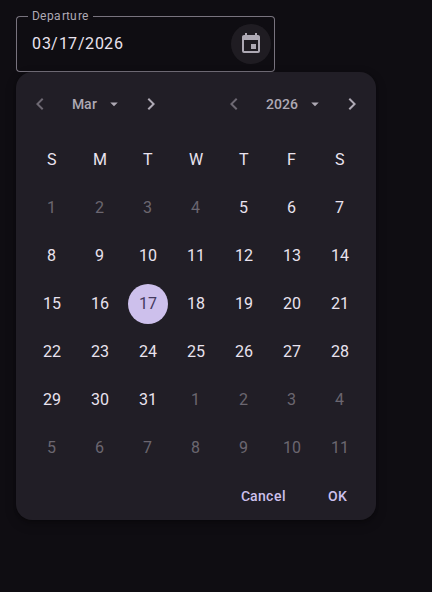 Departure
03/17/2026
Mar 2026
S M T W T F S
1 2 3 4 5 6 7
8 9 10 11 12 13 14
15 16 17 18 19 20 21
22 23 24 25 26 27 28
29 30 31 1 2 3 4
5 6 7 8 9 10 11
Cancel OK